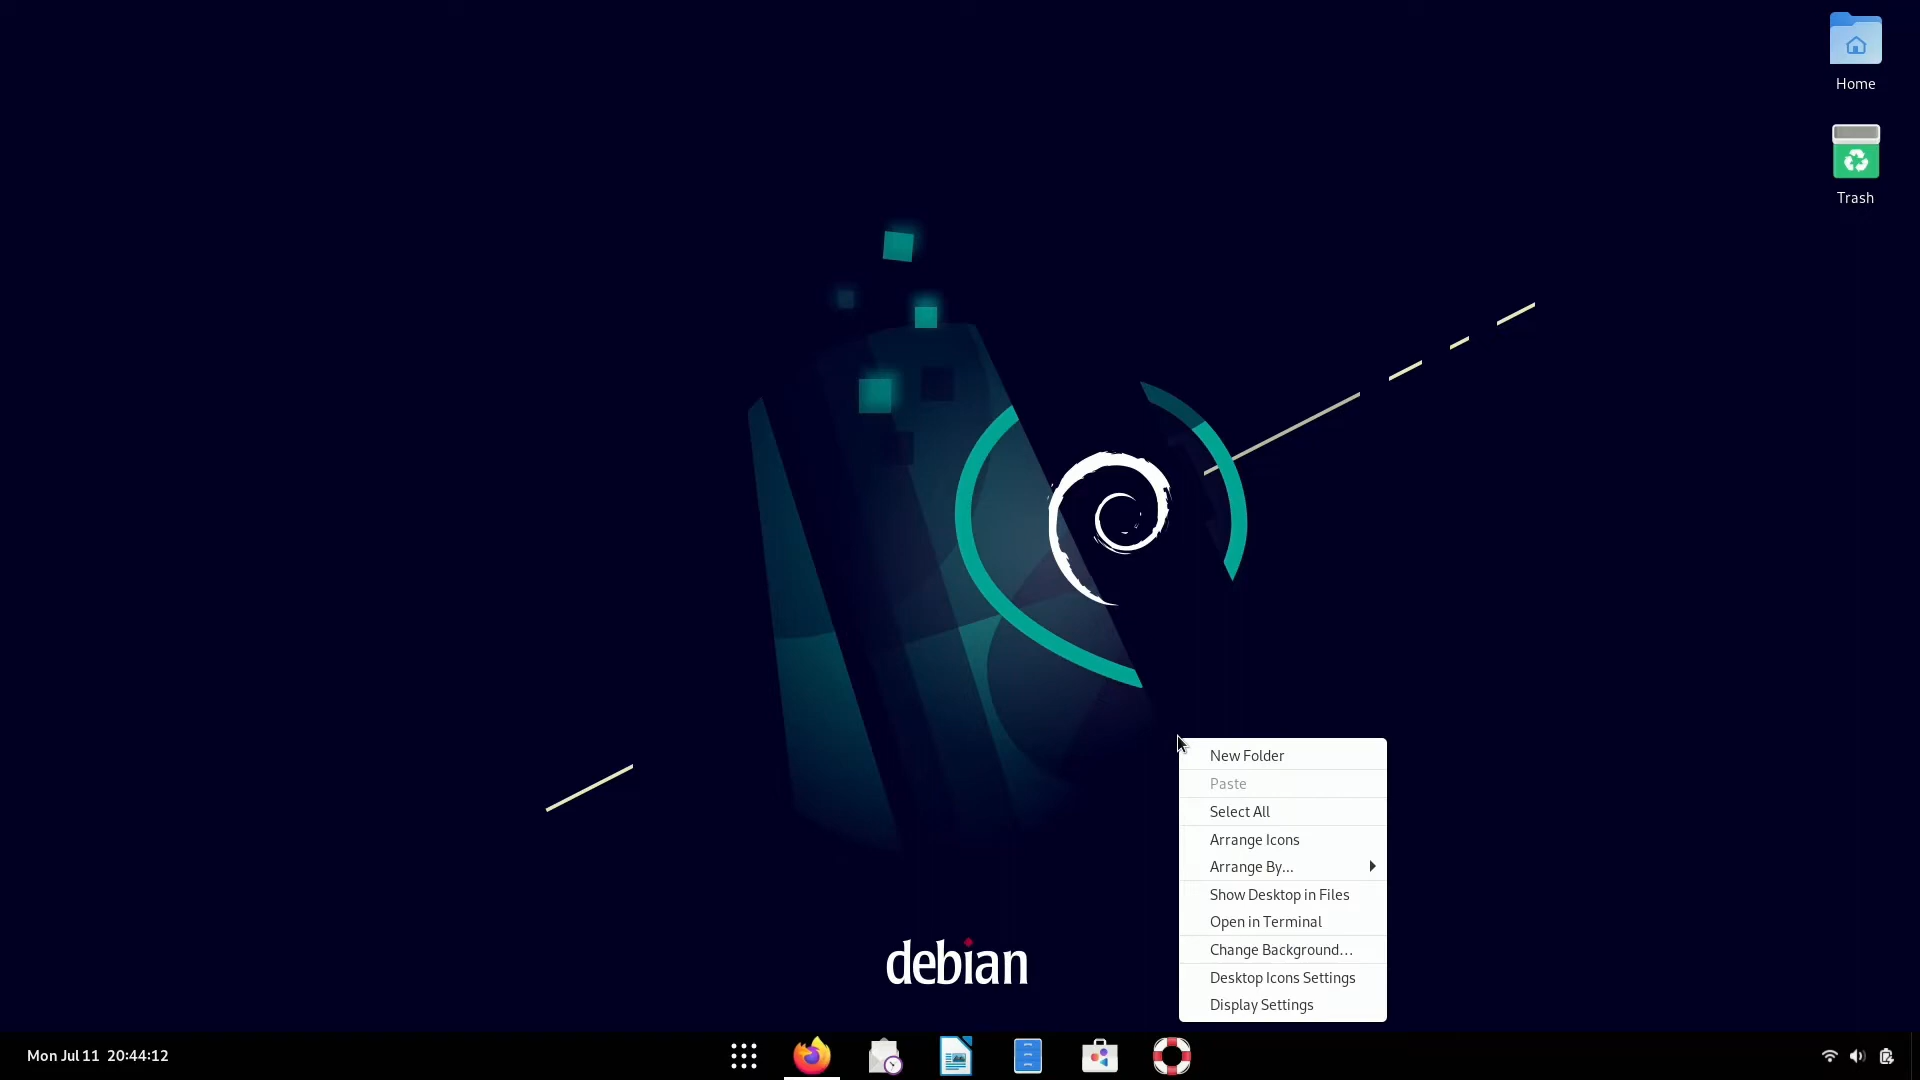 Home
Trash
New Folder
Paste
Select All
Arrange Icons
Arrange By...
Show Desktop in Files
Open in Terminal
Change Background…
Desktop Icons Settings
Display Settings
debian
Mon Jul 11 20:44:12